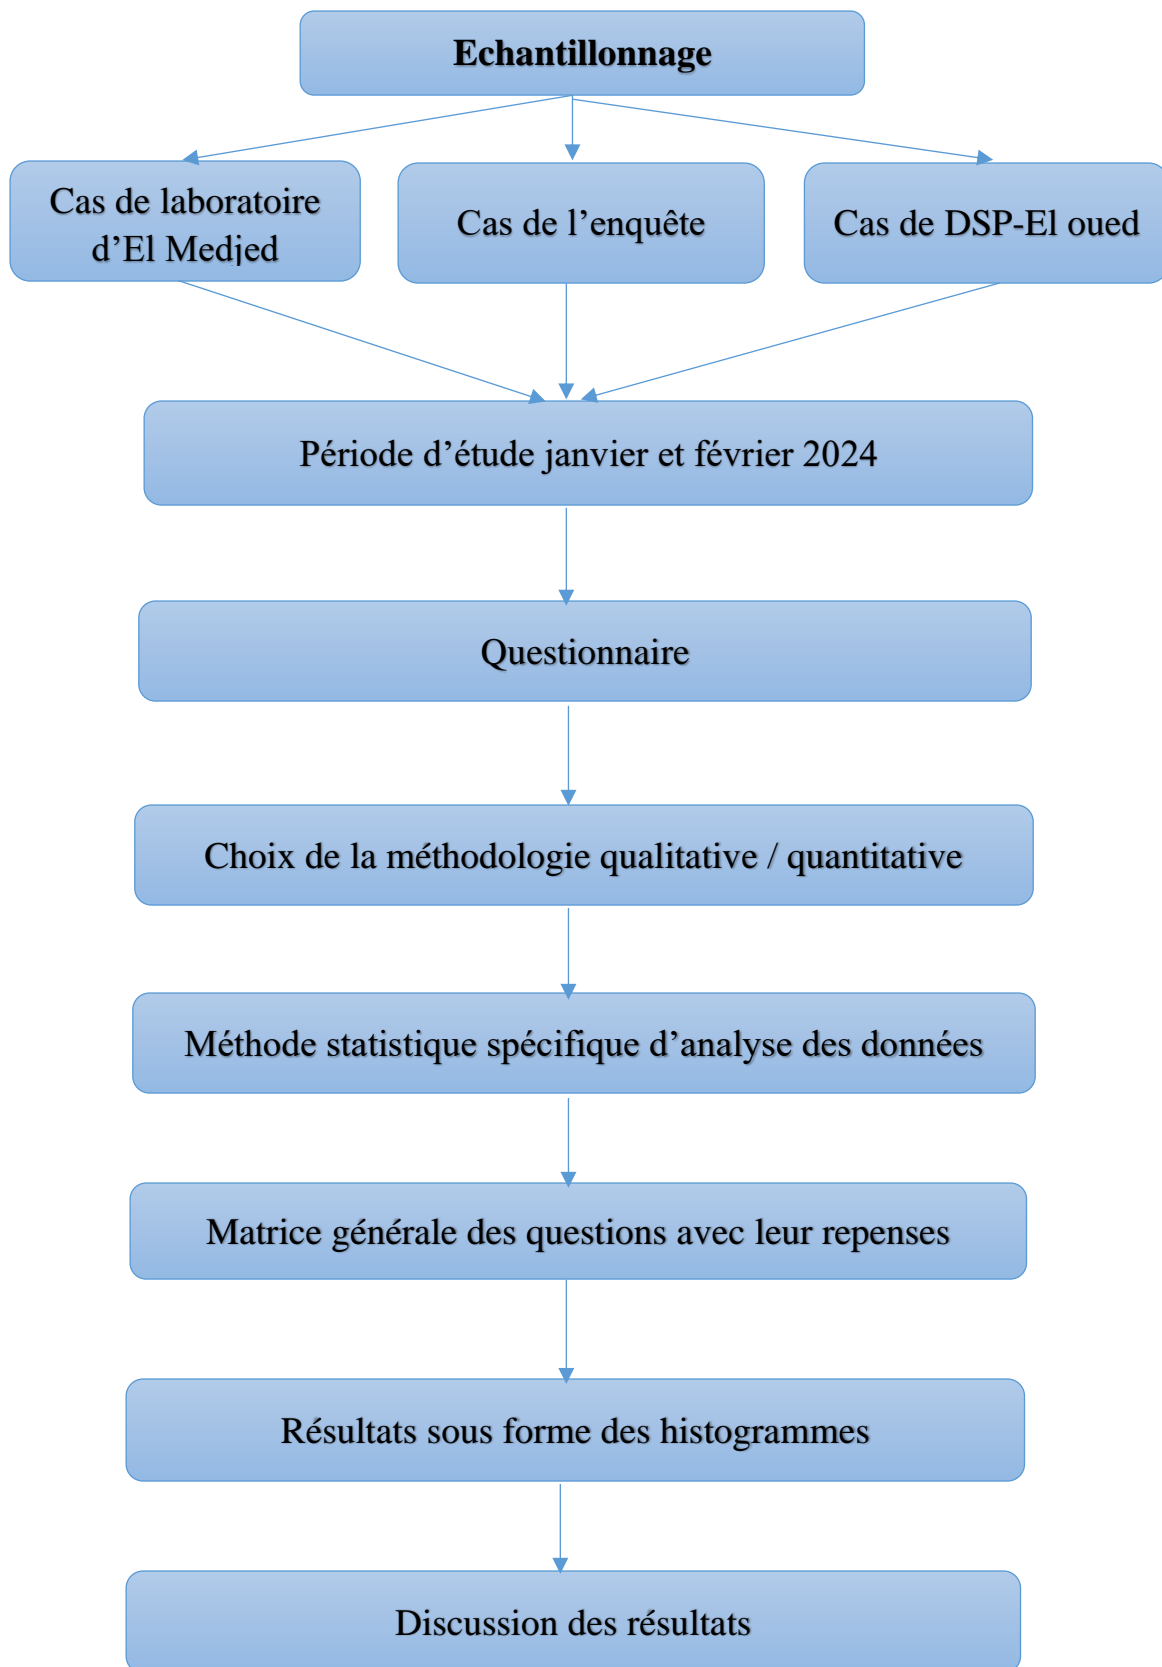 Echantillonnage
Cas de laboratoire
d’El Medjed
Cas de l’enquête
Cas de DSP-El oued
Période d’étude janvier et février 2024
Questionnaire
Choix de la méthodologie qualitative / quantitative
Méthode statistique spécifique d’analyse des données
Matrice générale des questions avec leur repenses
Résultats sous forme des histogrammes
Discussion des résultats